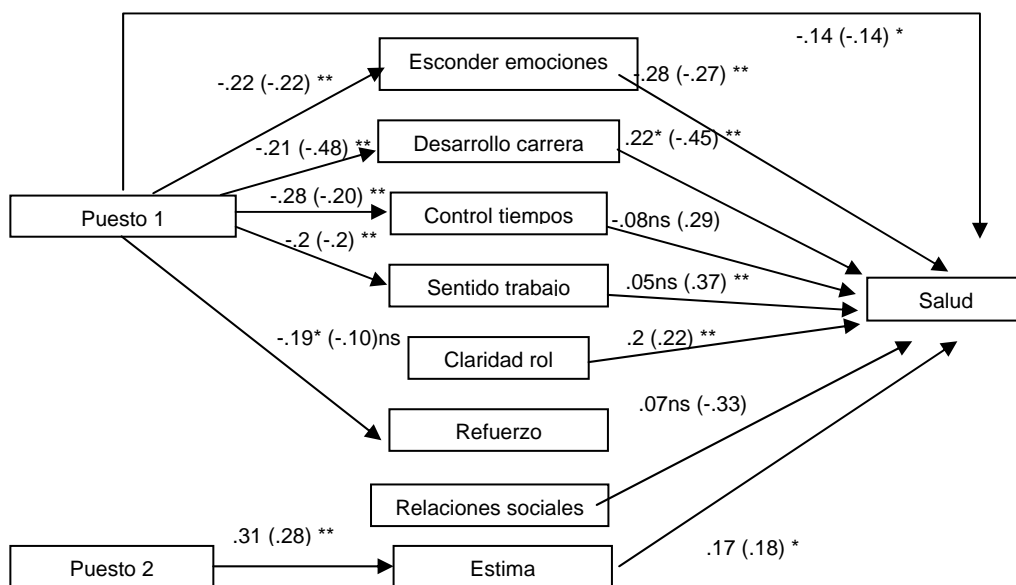 -.14 (-.14) *
Esconder emociones
-.22 (-.22) **
-.28 (-.27) **
Desarrollo carrera
-.21 (-.48) **
.22* (-.45) **
Puesto 1
-.28 (-.20) **
Control tiempos
-.08ns (.29)
-.2 (-.2) **
Sentido trabajo
.05ns (.37) **
Salud
-.19* (-.10)ns
Claridad rol
.2 (.22) **
.07ns (-.33)
Refuerzo
Relaciones sociales
.31 (.28) **
.17 (.18) *
Puesto 2
Estima